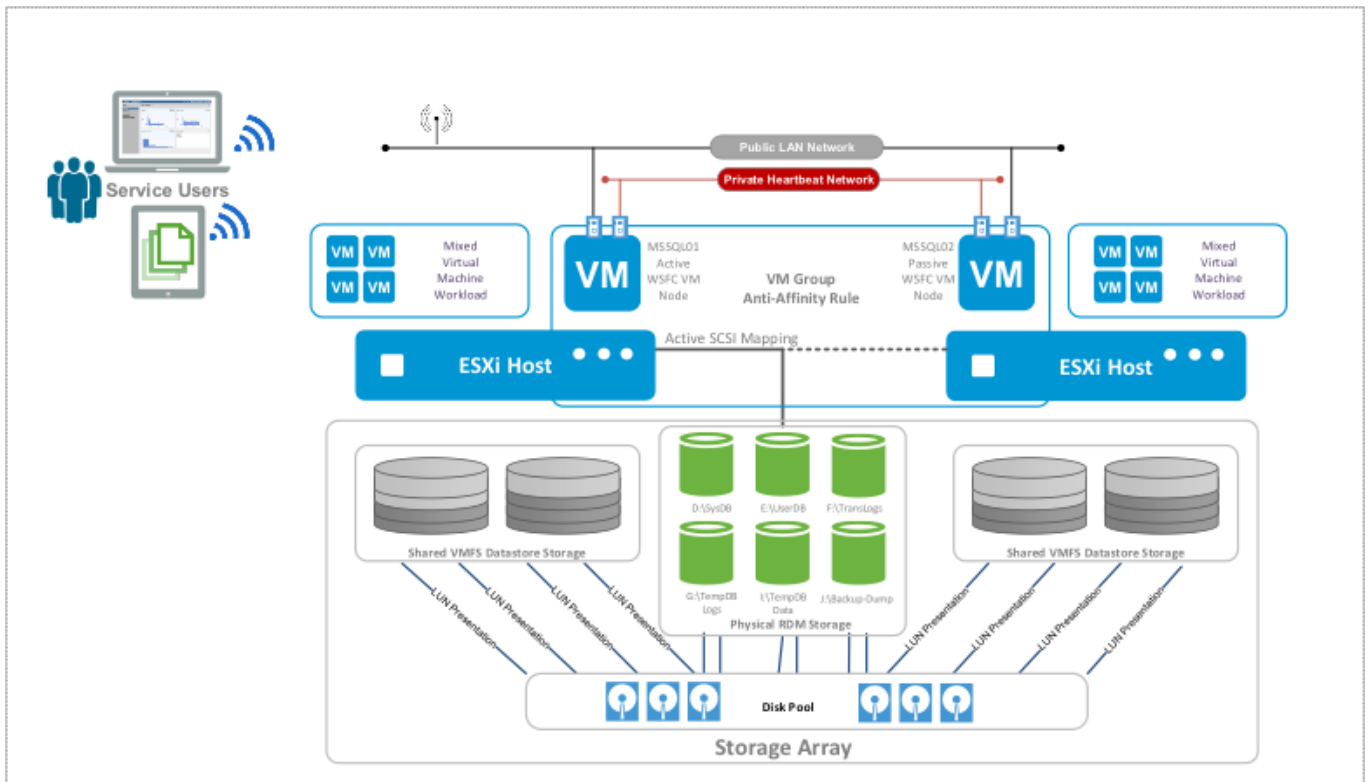 Public LAN Network
Private Heartbeat Network
Service Users
VM VM
VM VM
Mixed
Virtual
Machine
Workload
VM
MSSQL01
Active
WSFC VM
Node
VM Group
Anti-Affinity Rule
MSSQL02
Passive
WSFC VM
Node
VM
VM VM
VM VM
Mixed
Virtual
Machine
Workload
Active SCSI Mapping
ESXi Host
ESXi Host
D:\SysDB
E:\UserDB
F:\TransLogs
Shared VMFS Datastore Storage
Shared VMFS Datastore Storage
G:\TempDB
Logs
I:\TempDB
Data
J:\Backup-Dump
Physical RDM Storage
LUN Presentation
LUN Presentation
LUN Presentation
LUN Presentation
LUN Presentation
LUN Presentation
LUN Presentation
LUN Presentation
Disk Pool
Storage Array